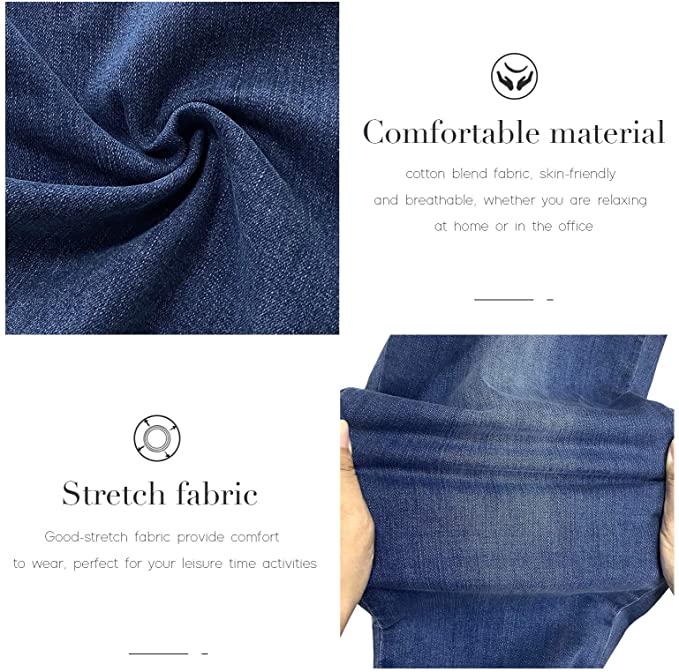 Comfortable material
cotton blend fabric, skin-friendly
and breathable, whether you are relaxing
at home or in the office
Stretch fabric
Good-stretch fabric provide comfort
to wear, perfect for your leisure time activities